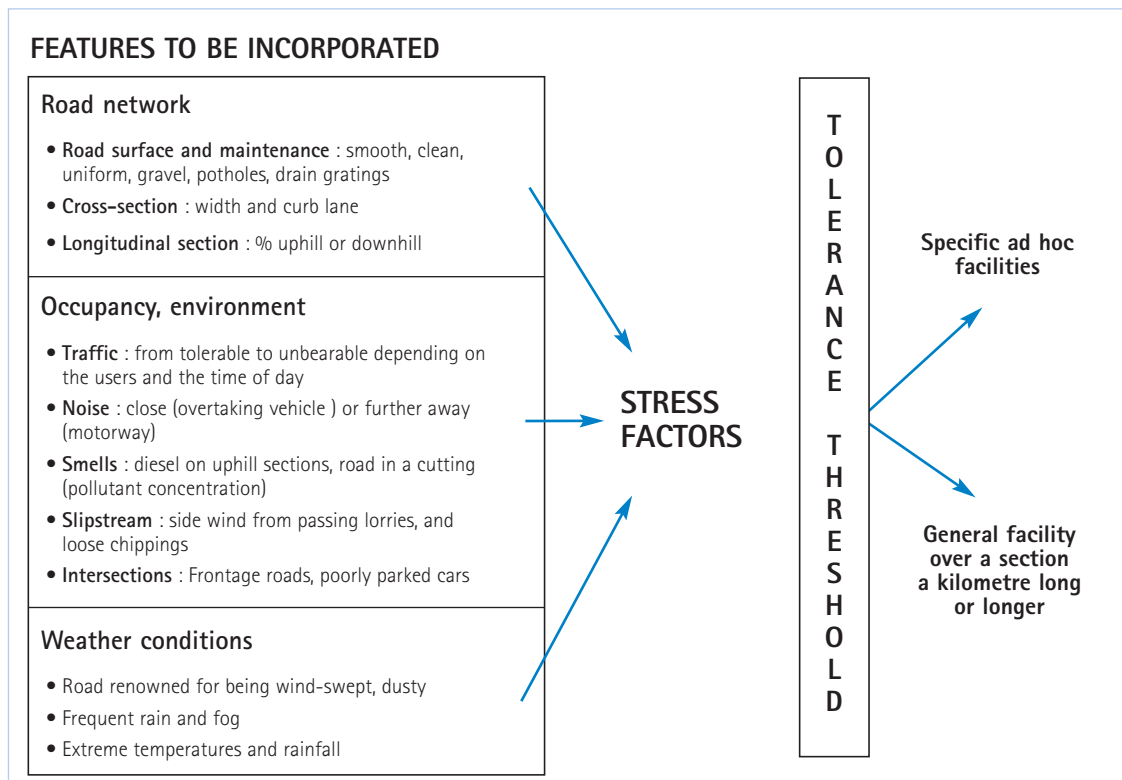 FEATURES TO BE INCORPORATED
Road network
• Road surface and maintenance : smooth, clean,
uniform, gravel, potholes, drain gratings
• Cross-section : width and curb lane
• Longitudinal section : % uphill or downhill
Occupancy, environment
• Traffic : from tolerable to unbearable depending on
the users and the time of day
• Noise : close (overtaking vehicle ) or further away
(motorway)
• Smells : diesel on uphill sections, road in a cutting
(pollutant concentration)
• Slipstream : side wind from passing lorries, and
loose chippings
• Intersections : Frontage roads, poorly parked cars
Weather conditions
• Road renowned for being wind-swept, dusty
• Frequent rain and fog
• Extreme temperatures and rainfall
STRESS
FACTORS
TOLERANCE THRESHOLD
Specific ad hoc
facilities
General facility
over a section
a kilometre long
or longer